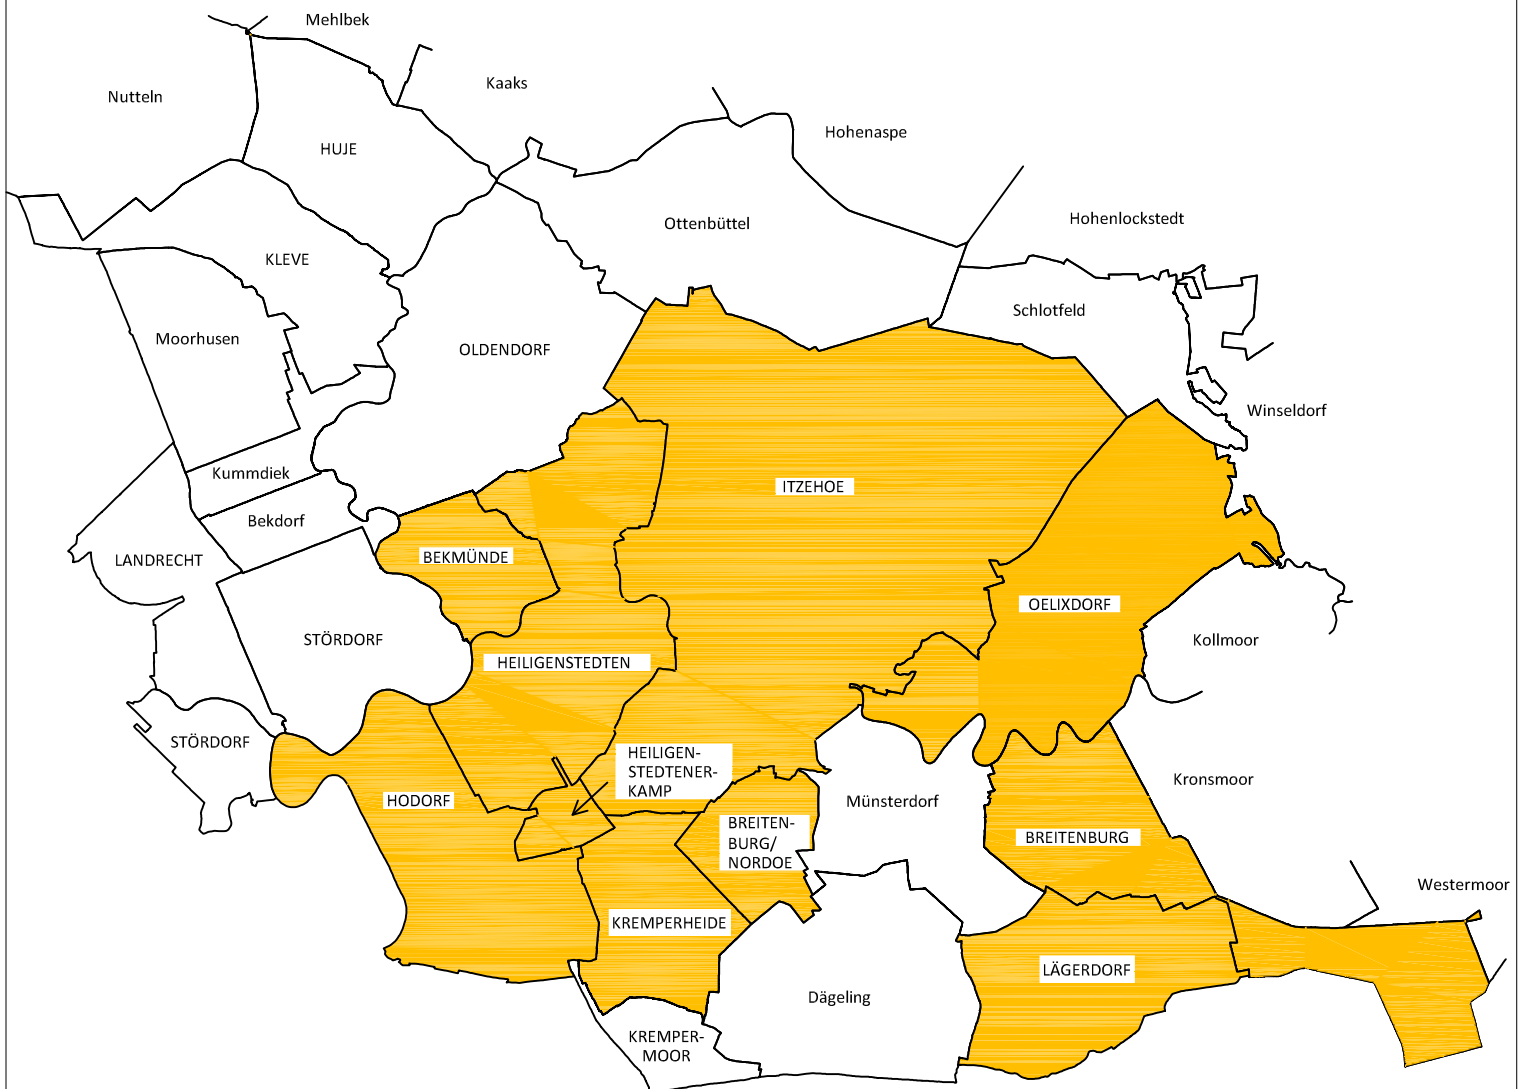 Mehlbek
Kaaks
Nutteln
Hohenaspe
HUJE
Hohenlockstedt
Ottenbüttel
KLEVE
Schlotfeld
Moorhusen
OLDENDORF
Winseldorf
Kummdiek
ITZEHOE
Bekdorf
BEKMÜNDE
LANDRECHT
OELIXDORF
STÖRDORF
Kollmoor
HEILIGENSTEDTEN
STÖRDORF
HEILIGEN-
STEDTENER-
KAMP
Kronsmoor
HODORF
Münsterdorf
BREITEN-
BURG/
NORDOE
BREITENBURG
Westermoor
KREMPERHEIDE
LÄGERDORF
Dägeling
KREMPER-
MOOR